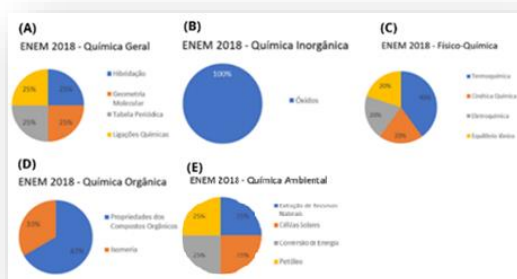 (A)
ENEM 2018 - Química Geral
25%
25%
25%
25%
Hibridação
Geometria
Molecular
Tabela Periódica
Ligações Químicas
(B)
ENEM 2018 - Química Inorgânica
100%
Óxidos
(C)
ENEM 2018 - Físico-Química
20%
40%
20%
20%
Termoquímica
Cinética Química
Eletroquímica
Equilíbrio Iônico
(D)
ENEM 2018 - Química Orgânica
33%
67%
Propriedades dos
Compostos Orgânicos
Isomeria
(E)
ENEM 2018 - Química Ambiental
25%
25%
25%
25%
Extração de Recursos
Naturais
Células Solares
Conversão de Energia
Petróleo